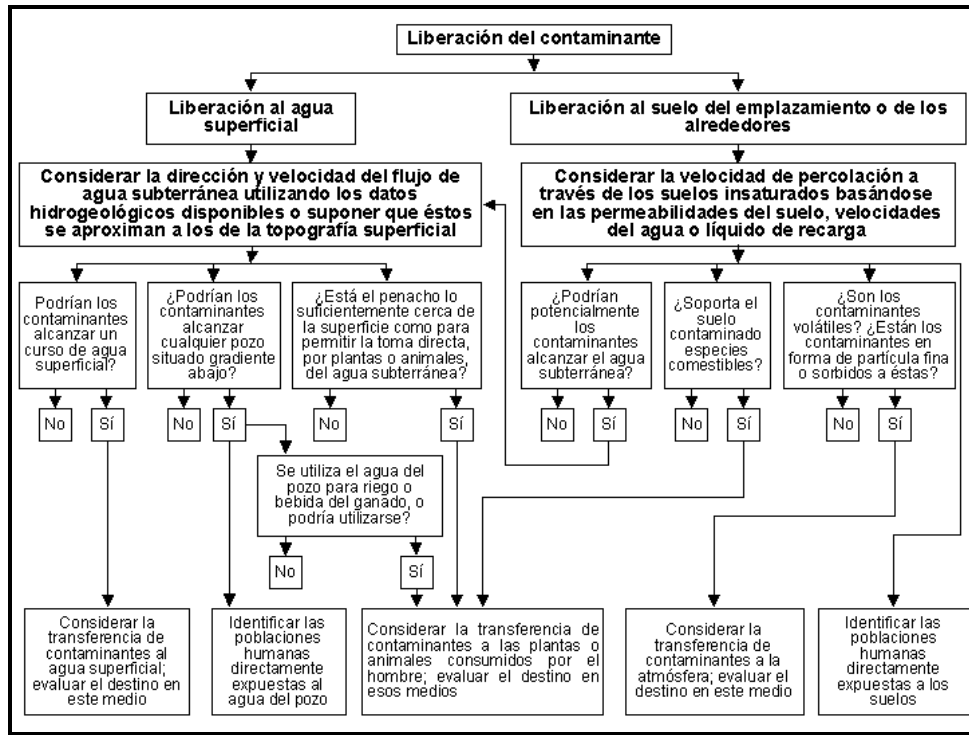 Liberación del contaminante
Liberación al agua
superficial
Liberación al suelo del emplazamiento o de los
alrededores
Considerar la dirección y velocidad del flujo de
agua subterránea utilizando los datos
hidrogeológicos disponibles o suponer que éstos
se aproximan a los de la topografía superficial
Considerar la velocidad de percolación a
través de los suelos insaturados basándose
en las permeabilidades del suelo, velocidades
del agua o líquido de recarga
Podrían los
contaminantes
alcanzar un
curso de agua
superficial?
¿Podrían los
contaminantes
alcanzar
cualquier pozo
situado gradiente
abajo?
¿Está el penacho lo
suficientemente cerca de
la superficie como para
permitir la toma directa,
por plantas o animales,
del agua subterránea?
¿Podrían
potencialmente
los
contaminantes
alcanzar el agua
subterránea?
¿Soporta el
suelo
contaminado
especies
comestibles?
¿Son los
contaminantes
volátiles? ¿Están los
contaminantes en
forma de partícula fina
o sorbidos a éstas?
No
Sí
No
Sí
No
Sí
No
Sí
No
Sí
No
Sí
Se utiliza el agua del
pozo para riego o
bebida del ganado, o
podría utilizarse?
No
Sí
Considerar la
transferencia de
contaminantes al
agua superficial;
evaluar el destino en
este medio
Identificar las
poblaciones
humanas
directamente
expuestas al
agua del pozo
Considerar la transferencia de
contaminantes a las plantas o
animales consumidos por el
hombre; evaluar el destino en
esos medios
Considerar la
transferencia de
contaminantes a la
atmósfera; evaluar el
destino en este medio
Identificar las
poblaciones
humanas
directamente
expuestas a los
suelos